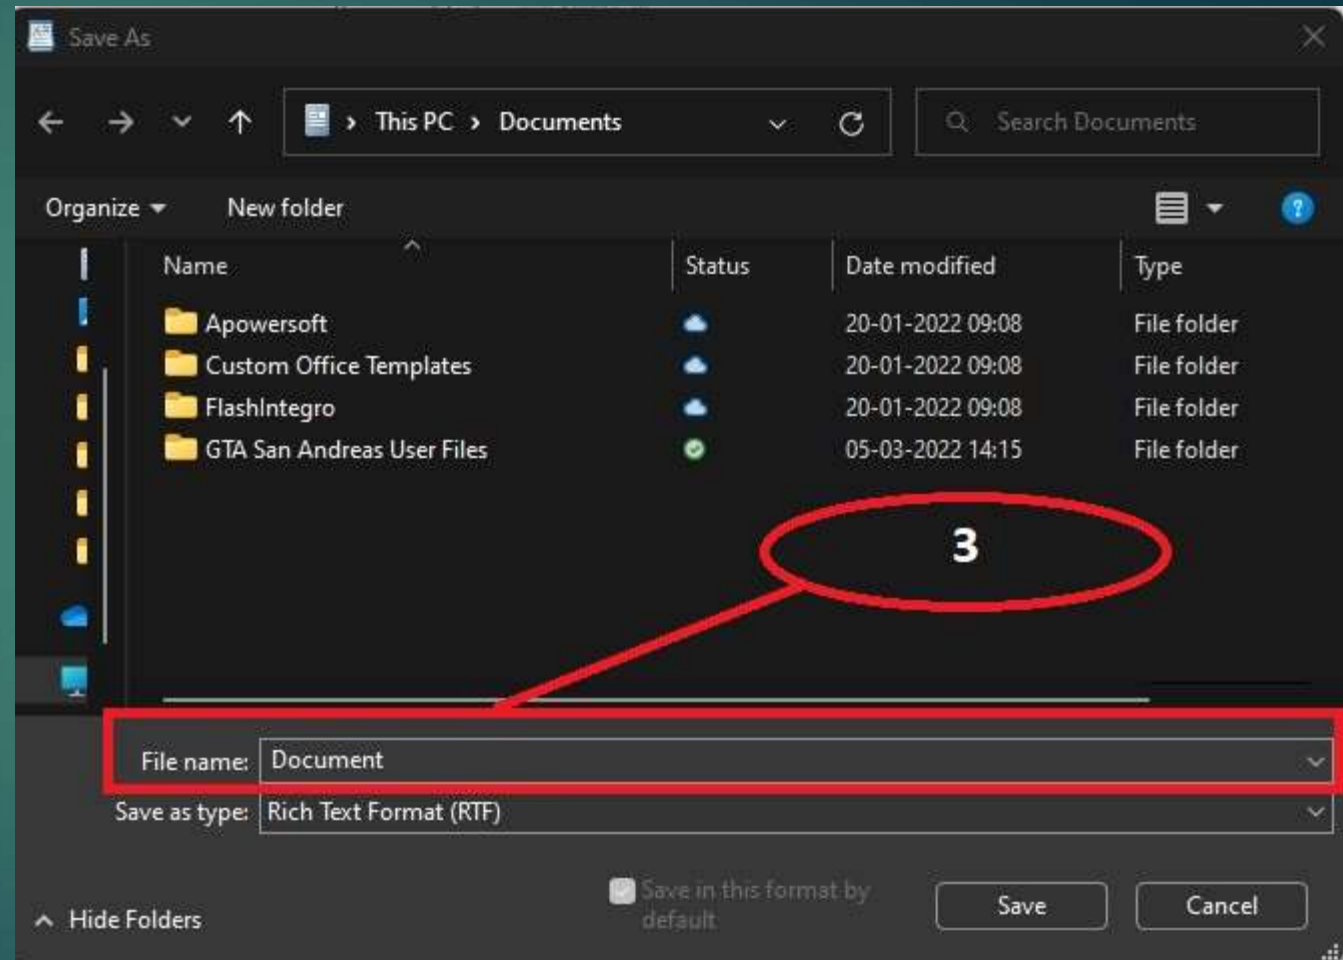 Save As
This PC > Documents
Search Documents
Organize
New folder
Name Status Date modified Type
Apowersoft 20-01-2022 09:08 File folder
Custom Office Templates 20-01-2022 09:08 File folder
FlashIntegro 20-01-2022 09:08 File folder
GTA San Andreas User Files 05-03-2022 14:15 File folder
3
File name: Document
Save as type: Rich Text Format (RTF)
Save in this format by
default
Hide Folders
Save
Cancel